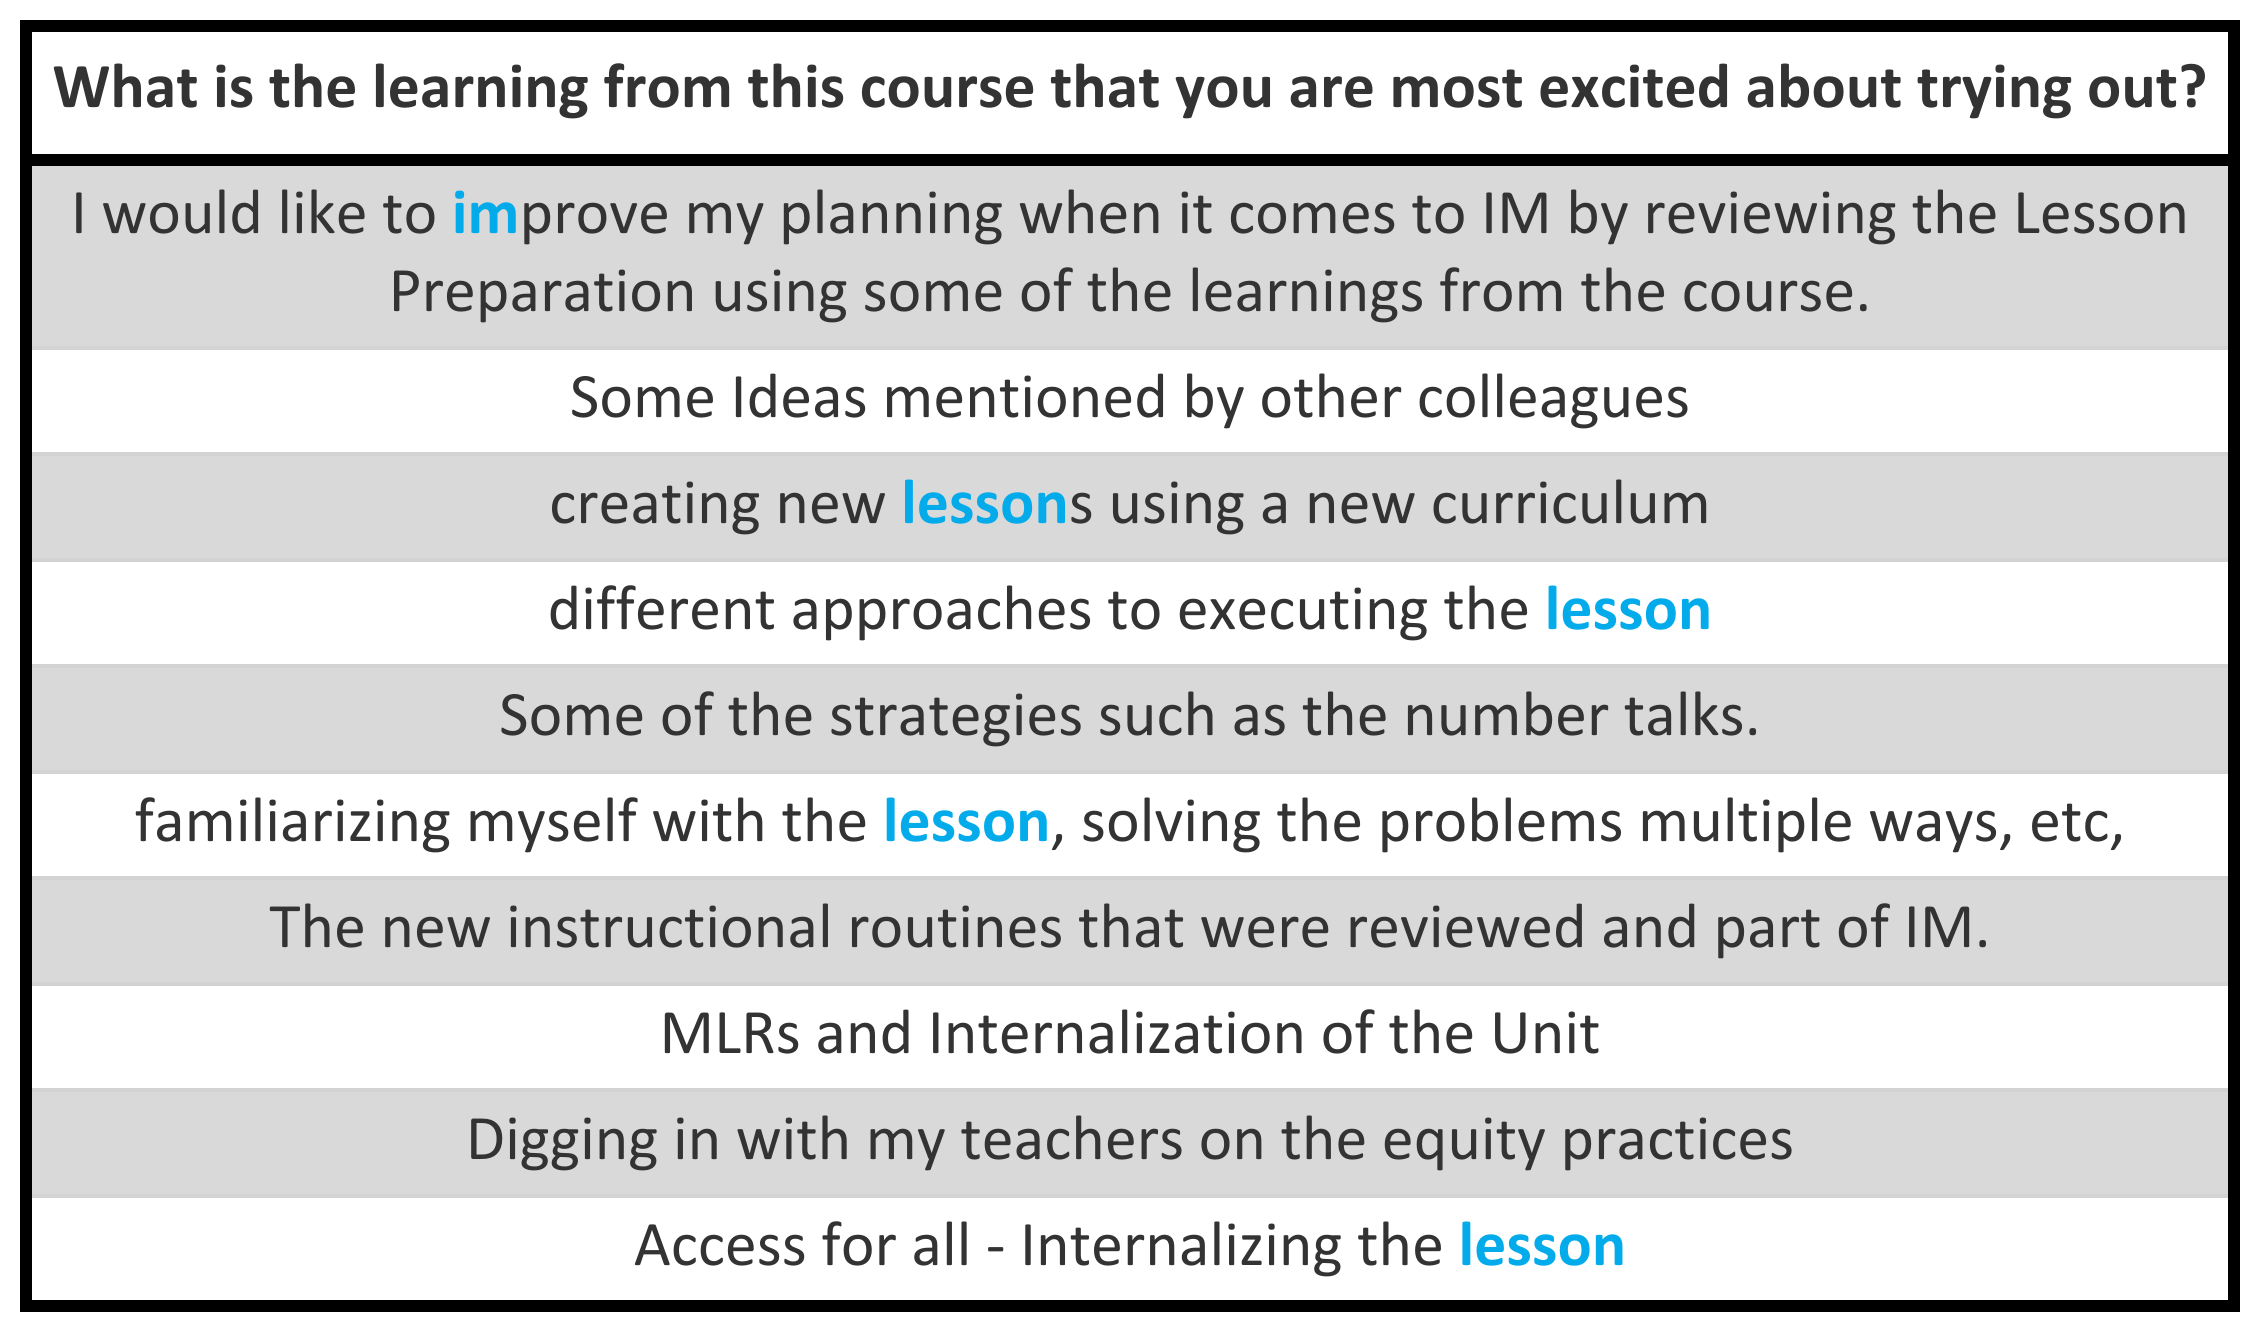 What is the learning from this course that you are most excited about trying out?
I would like to improve my planning when it comes to IM by reviewing the Lesson
Preparation using some of the learnings from the course.
Some Ideas mentioned by other colleagues
creating new lessons using a new curriculum
different approaches to executing the lesson
Some of the strategies such as the number talks.
familiarizing myself with the lesson, solving the problems multiple ways, etc,
The new instructional routines that were reviewed and part of IM.
MLRs and Internalization of the Unit
Digging in with my teachers on the equity practices
Access for all - Internalizing the lesson